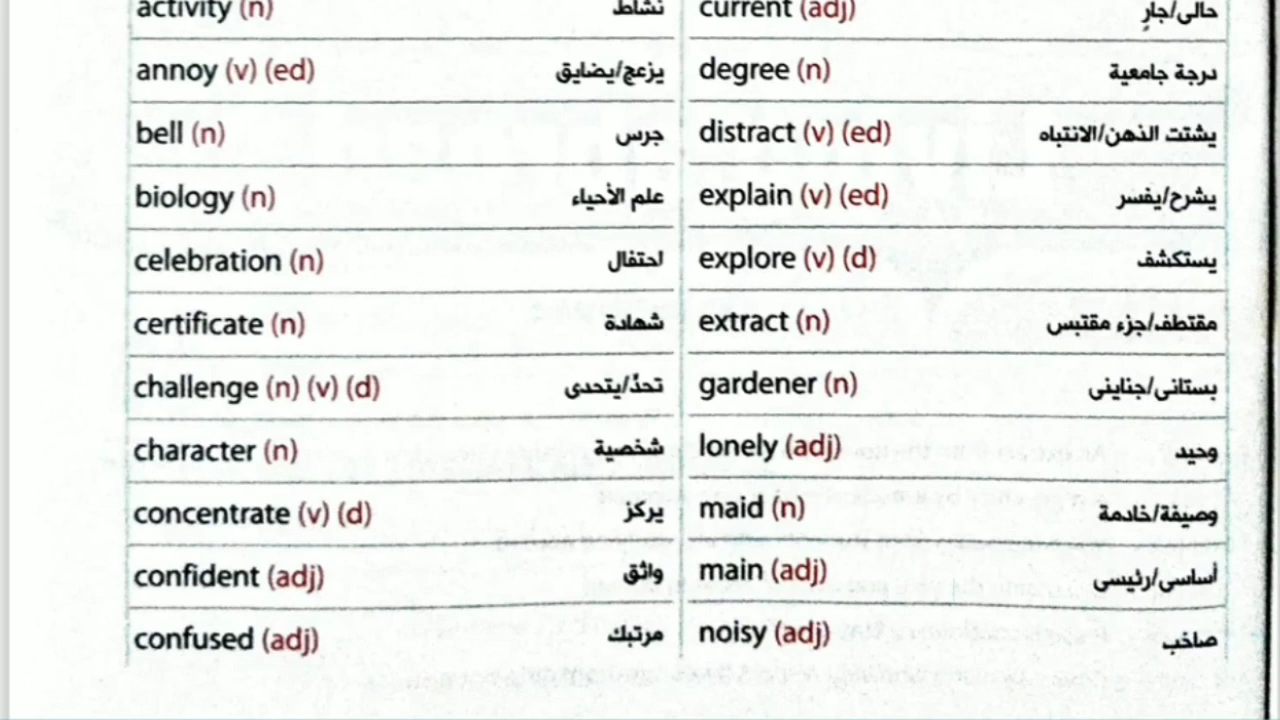 activity (n) نشاط current (adj) حالى/جارٍ
annoy (v) (ed) يزعج/يضايق degree (n) درجة جامعية
bell (n) جرس distract (v) (ed) يشتت الذهن/الانتباه
biology (n) علم الأحياء explain (v) (ed) يشرح/يفسر
celebration (n) احتفال explore (v) (d) يستكشف
certificate (n) شهادة extract (n) مقتطف/جزء مقتبس
challenge (n) (v) (d) تحدٍّ/يتحدى gardener (n) بستانى/جناينى
character (n) شخصية lonely (adj) وحيد
concentrate (v) (d) يركز maid (n) وصيفة/خادمة
confident (adj) واثق main (adj) أساسى/رئيسى
confused (adj) مرتبك noisy (adj) صاخب